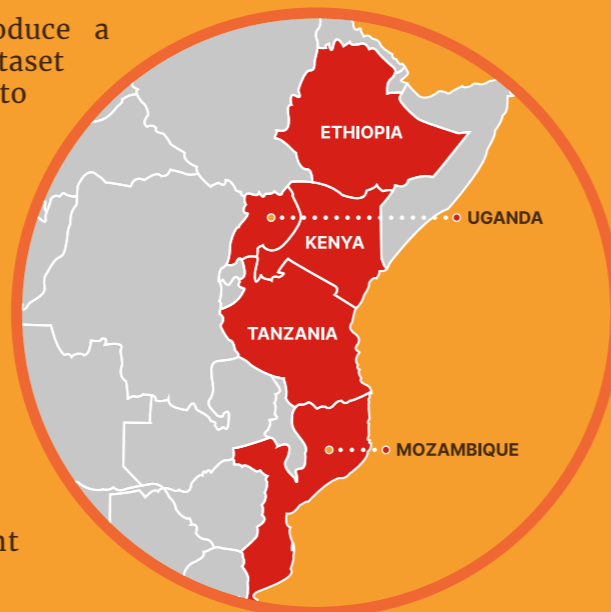 oduce a
taset
to
ETHIOPIA
UGANDA
KENYA
TANZANIA
MOZAMBIQUE
nt